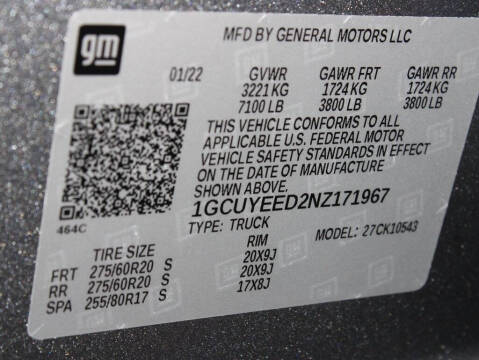 gm
MFD BY GENERAL MOTORS LLC
01/22 GVWR GAWR FRT GAWR RR
3221 KG 1724 KG 1724 KG
7100 LB 3800 LB 3800 LB
THIS VEHICLE CONFORMS TO ALL
APPLICABLE U.S. FEDERAL MOTOR
VEHICLE SAFETY STANDARDS IN EFFECT
ON THE DATE OF MANUFACTURE
SHOWN ABOVE.
464C 1GCUYEED2NZ171967
TYPE: TRUCK MODEL: 27CK10543
TIRE SIZE RIM
FRT 275/60R20 S 20X9J
RR 275/60R20 S 20X9J
SPA 255/80R17 S 17X8J